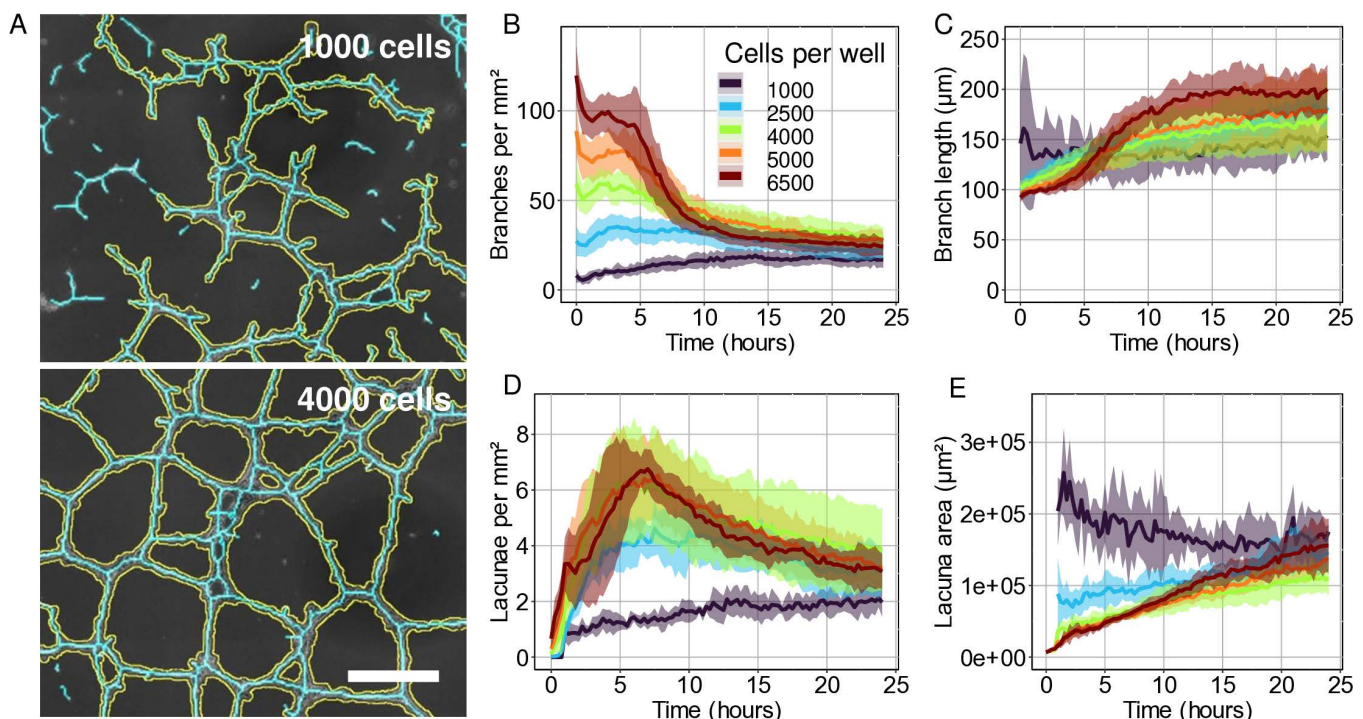 A
1000 cells
4000 cells
B
Branches per mm²
100
50
0
Cells per well
1000
2500
4000
5000
6500
0 5 10 15 20 25
Time (hours)
C
Branch length (µm)
250
200
150
100
50
0
0 5 10 15 20 25
Time (hours)
D
Lacunae per mm²
8
6
4
2
0
0 5 10 15 20 25
Time (hours)
E
Lacuna area (µm²)
3e+05
2e+05
1e+05
0e+00
0 5 10 15 20 25
Time (hours)